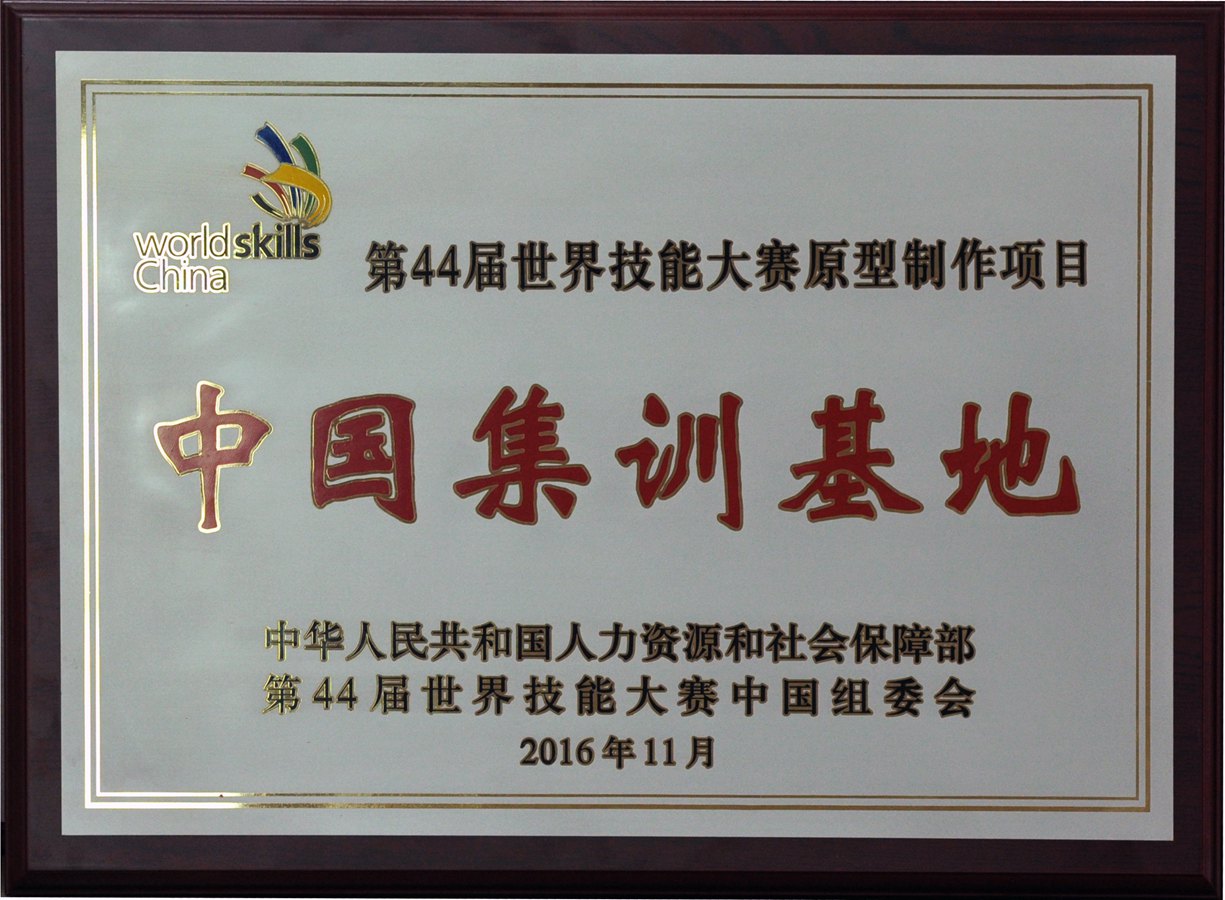 worldskills
China
第44届世界技能大赛原型制作项目
中国集训基地
中华人民共和国人力资源和社会保障部
第44届世界技能大赛中国组委会
2016年11月